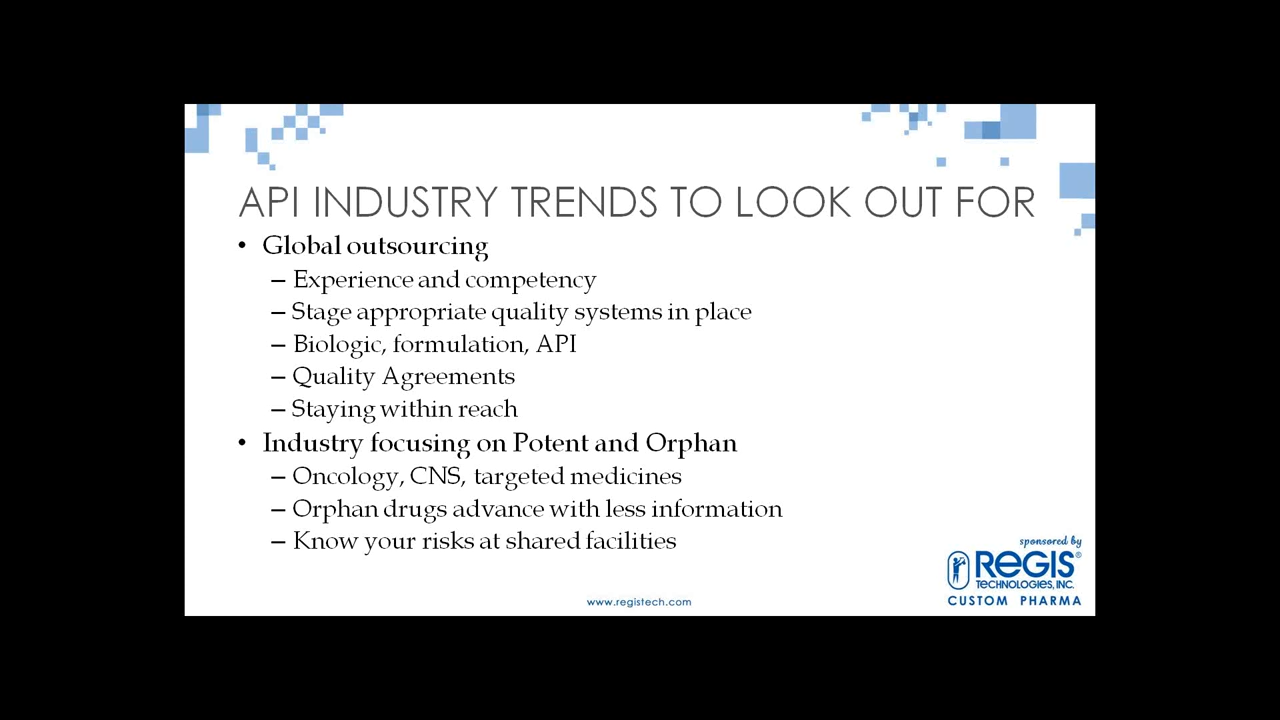 API INDUSTRY TRENDS TO LOOK OUT FOR
• Global outsourcing
– Experience and competency
– Stage appropriate quality systems in place
– Biologic, formulation, API
– Quality Agreements
– Staying within reach
• Industry focusing on Potent and Orphan
– Oncology, CNS, targeted medicines
– Orphan drugs advance with less information
– Know your risks at shared facilities
sponsored by
REGIS®
TECHNOLOGIES, INC.
CUSTOM PHARMA
www.registech.com